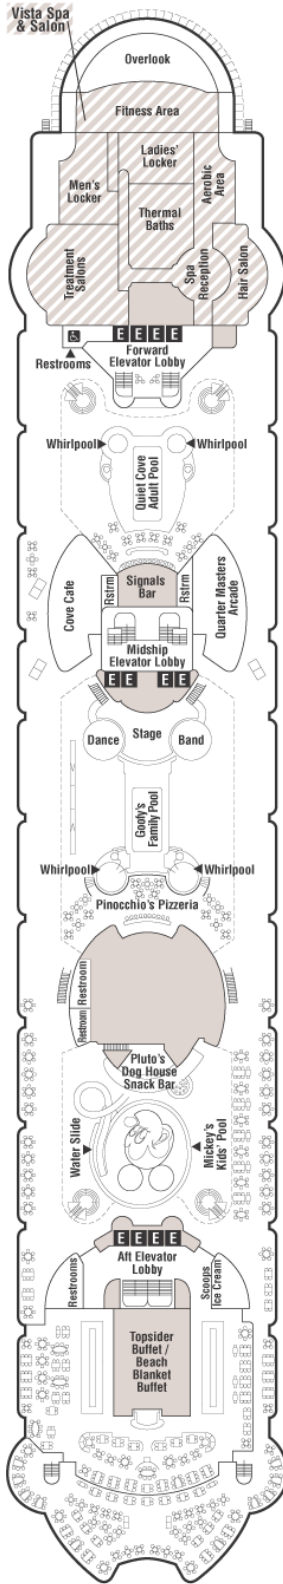 Vista Spa
& Salon
Overlook
Fitness Area
Ladies'
Locker
Men's
Locker
Aerobic
Area
Thermal
Baths
Treatment
Salons
Spa
Reception
Hair Salon
E E E E
Restrooms
Forward
Elevator Lobby
Whirlpool
Whirlpool
Quiet Cove
Adult Pool
Cove Cafe
Rstrm
Signals
Bar
Rstrm
Quarter Masters
Arcade
Midship
Elevator Lobby
E E
E E
Dance
Stage
Band
Goofy's
Family Pool
Whirlpool
Whirlpool
Pinocchio's Pizzeria
Restroom
Restroom
Pluto's
Dog House
Snack Bar
Water Slide
Mickey's
Kids' Pool
E E E E
Aft Elevator
Lobby
Restrooms
Scoops
Ice Cream
Topsider
Buffet /
Beach
Blanket
Buffet